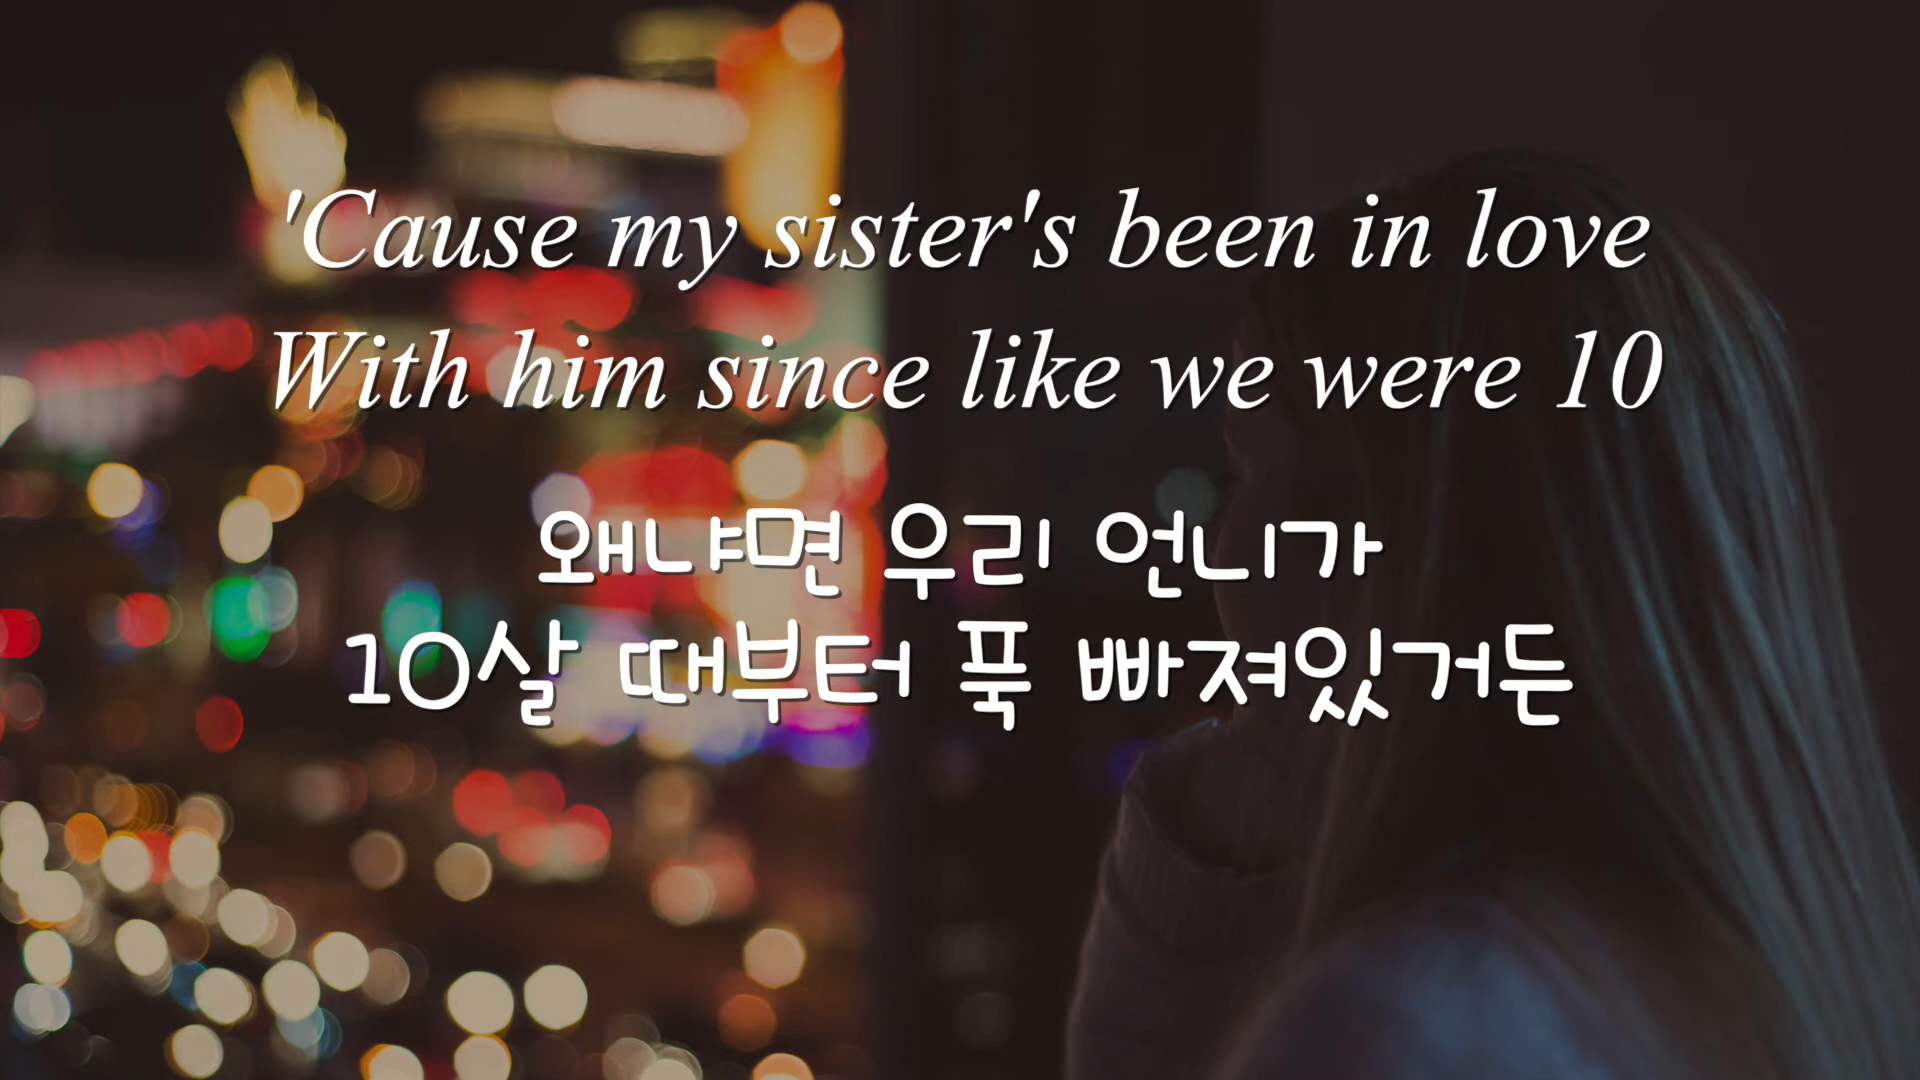 'Cause my sister's been in love
With him since like we were 10
왜냐면 우리 언니가
10살 때부터 푹 빠져있거든